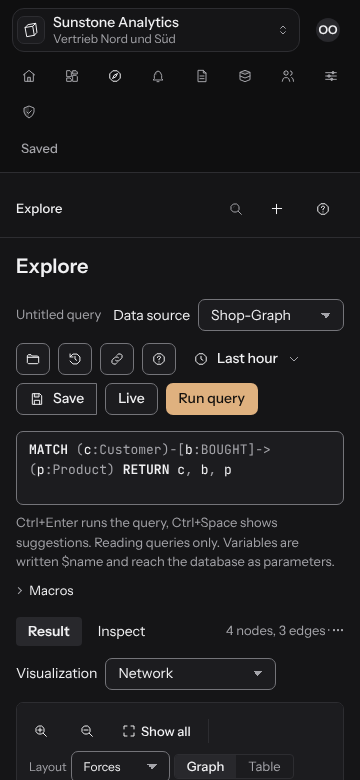 Sunstone Analytics
Vertrieb Nord und Süd
OO
Saved
Explore
Explore
Untitled query Data source Shop-Graph
Last hour
Save Live Run query
MATCH (c:Customer)-[b:BOUGHT]->
(p:Product) RETURN c, b, p
Ctrl+Enter runs the query, Ctrl+Space shows
suggestions. Reading queries only. Variables are
written $name and reach the database as parameters.
Macros
Result Inspect 4 nodes, 3 edges · ···
Visualization Network
Show all
Layout Forces Graph Table